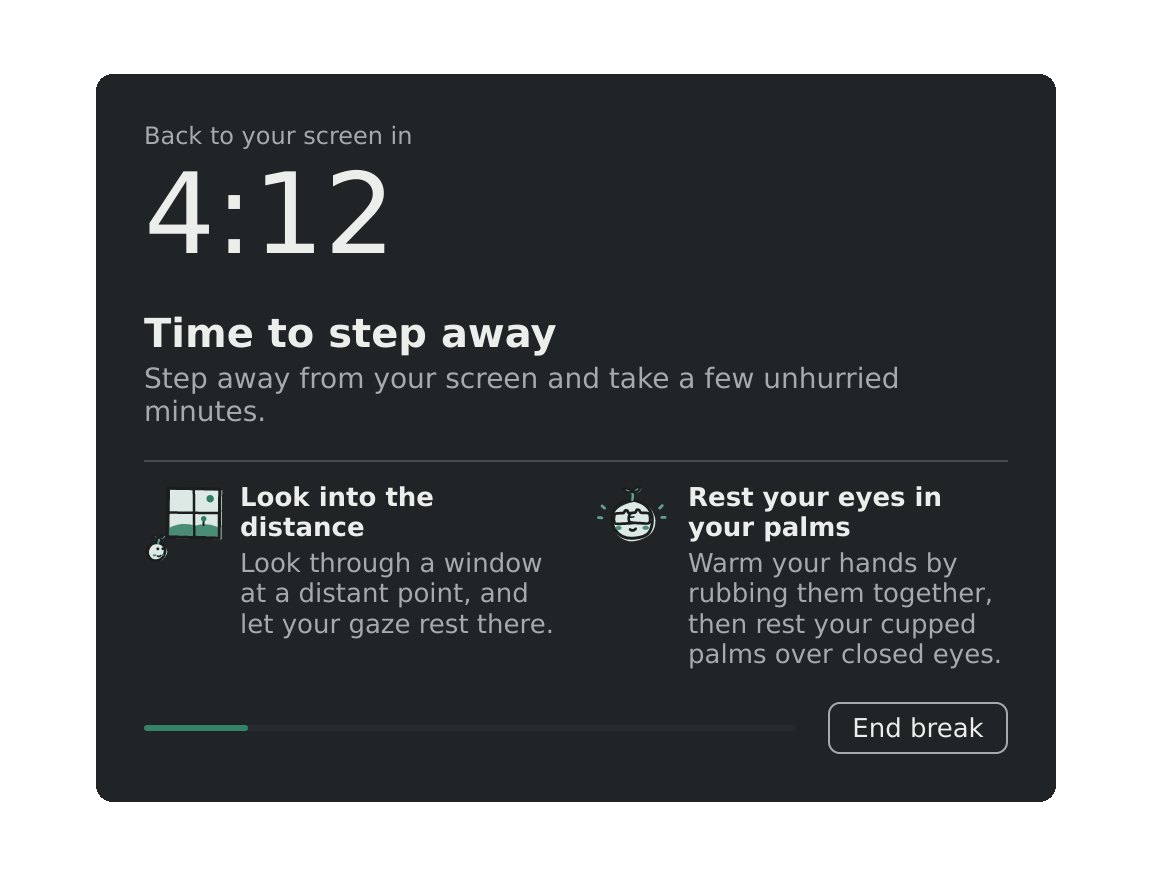 Back to your screen in
4:12
Time to step away
Step away from your screen and take a few unhurried
minutes.
Look into the
distance
Look through a window
at a distant point, and
let your gaze rest there.
Rest your eyes in
your palms
Warm your hands by
rubbing them together,
then rest your cupped
palms over closed eyes.
End break